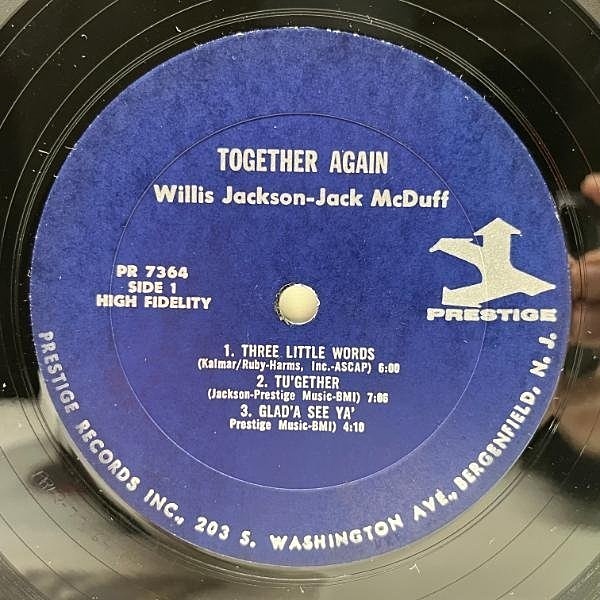 TOGETHER AGAIN
Willis Jackson-Jack McDuff
PR 7364
SIDE 1
HIGH FIDELITY
PRESTIGE
1. THREE LITTLE WORDS
(Kalmar/Ruby-Harms, Inc.-ASCAP) 6:00
2. TU'GETHER
(Jackson-Prestige Music-BMI) 7:06
3. GLAD'A SEE YA'
Prestige Music-BMI) 4:10
PRESTIGE RECORDS INC., 203 S. WASHINGTON AVE., BERGENFIELD, N. J.